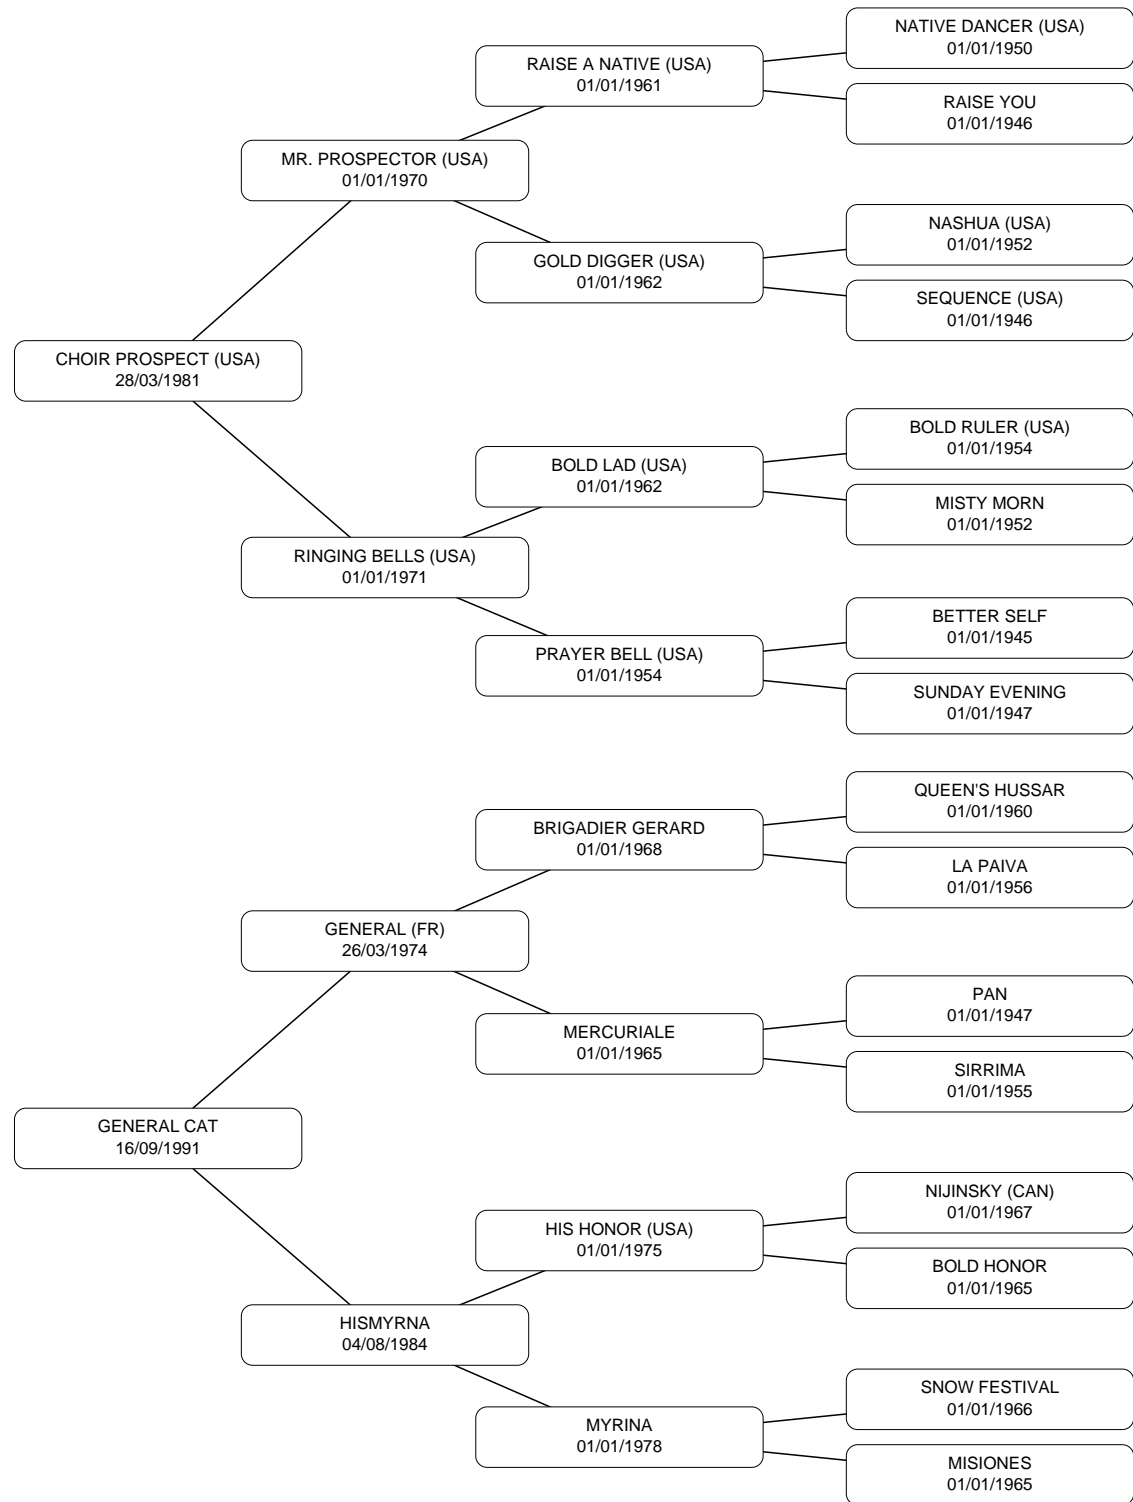 NATIVE DANCER (USA)
01/01/1950
RAISE A NATIVE (USA)
01/01/1961
RAISE YOU
01/01/1946
MR. PROSPECTOR (USA)
01/01/1970
NASHUA (USA)
01/01/1952
GOLD DIGGER (USA)
01/01/1962
SEQUENCE (USA)
01/01/1946
CHOIR PROSPECT (USA)
28/03/1981
BOLD RULER (USA)
01/01/1954
BOLD LAD (USA)
01/01/1962
MISTY MORN
01/01/1952
RINGING BELLS (USA)
01/01/1971
BETTER SELF
01/01/1945
PRAYER BELL (USA)
01/01/1954
SUNDAY EVENING
01/01/1947
QUEEN'S HUSSAR
01/01/1960
BRIGADIER GERARD
01/01/1968
LA PAIVA
01/01/1956
GENERAL (FR)
26/03/1974
PAN
01/01/1947
MERCURIALE
01/01/1965
SIRRIMA
01/01/1955
GENERAL CAT
16/09/1991
NIJINSKY (CAN)
01/01/1967
HIS HONOR (USA)
01/01/1975
BOLD HONOR
01/01/1965
HISMYRNA
04/08/1984
SNOW FESTIVAL
01/01/1966
MYRINA
01/01/1978
MISIONES
01/01/1965